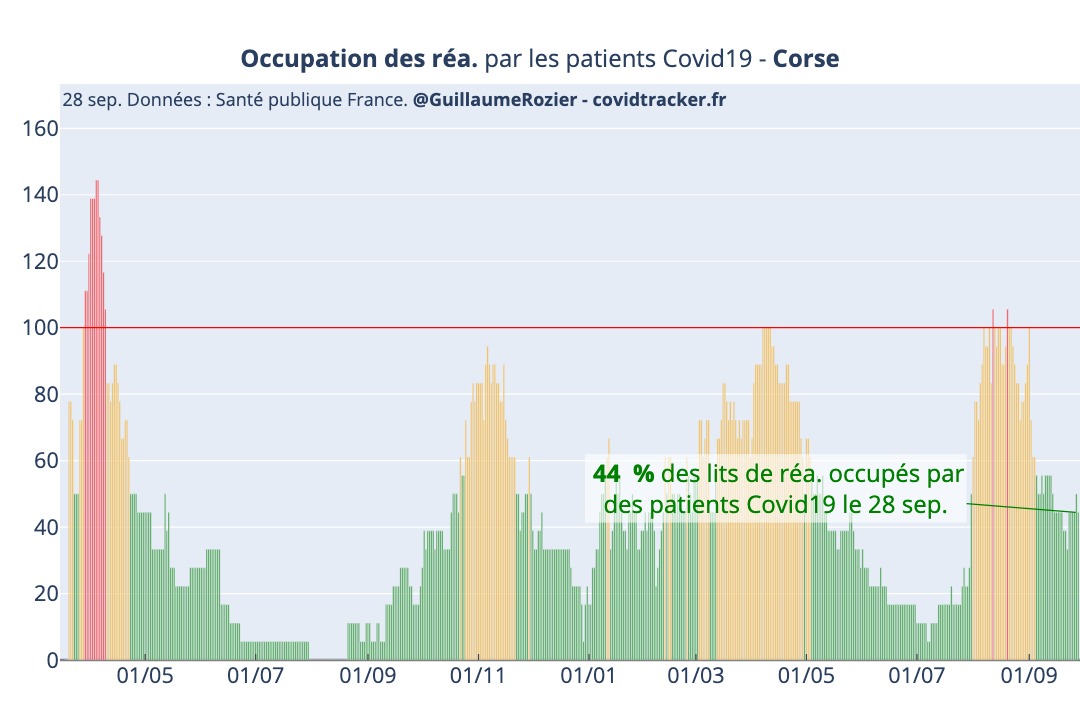 Occupation des réa. par les patients Covid19 - Corse
28 sep. Données : Santé publique France. @GuillaumeRozier - covidtracker.fr
160
140
120
100
80
60
40
20
0
44 % des lits de réa. occupés par
des patients Covid19 le 28 sep.
01/05 01/07 01/09 01/11 01/01 01/03 01/05 01/07 01/09